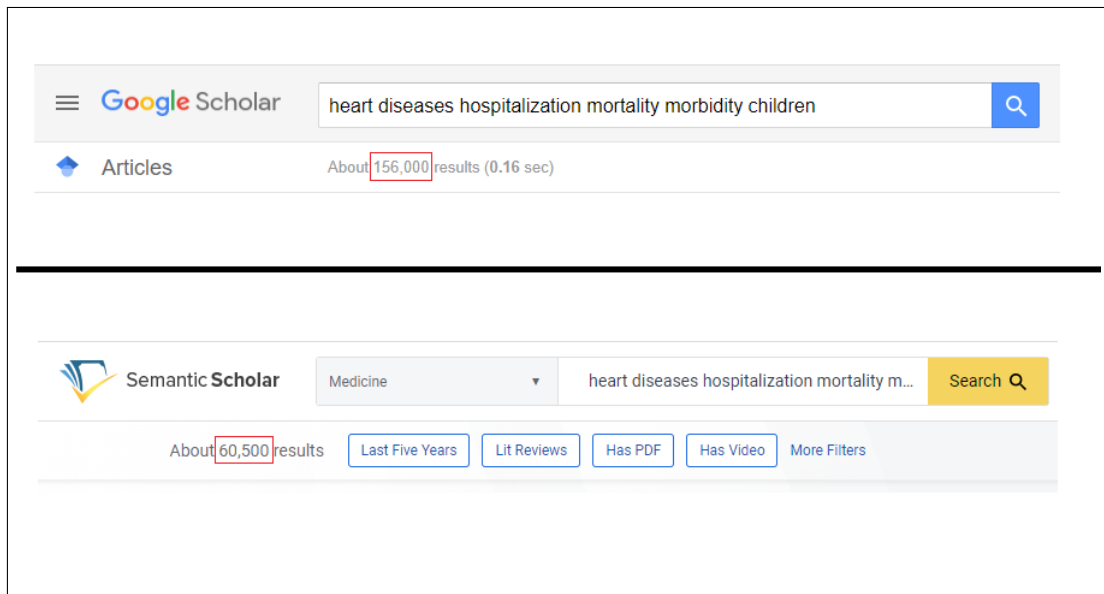 Google Scholar
heart diseases hospitalization mortality morbidity children
Articles
About 156,000 results (0.16 sec)
Semantic Scholar
Medicine
heart diseases hospitalization mortality m...
Search
About 60,500 results
Last Five Years
Lit Reviews
Has PDF
Has Video
More Filters